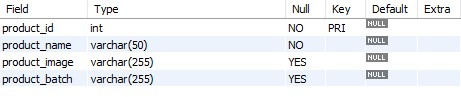 Field Type Null Key Default Extra
product_id int NO PRI NULL
product_name varchar(50) NO NULL
product_image varchar(255) YES NULL
product_batch varchar(255) YES NULL